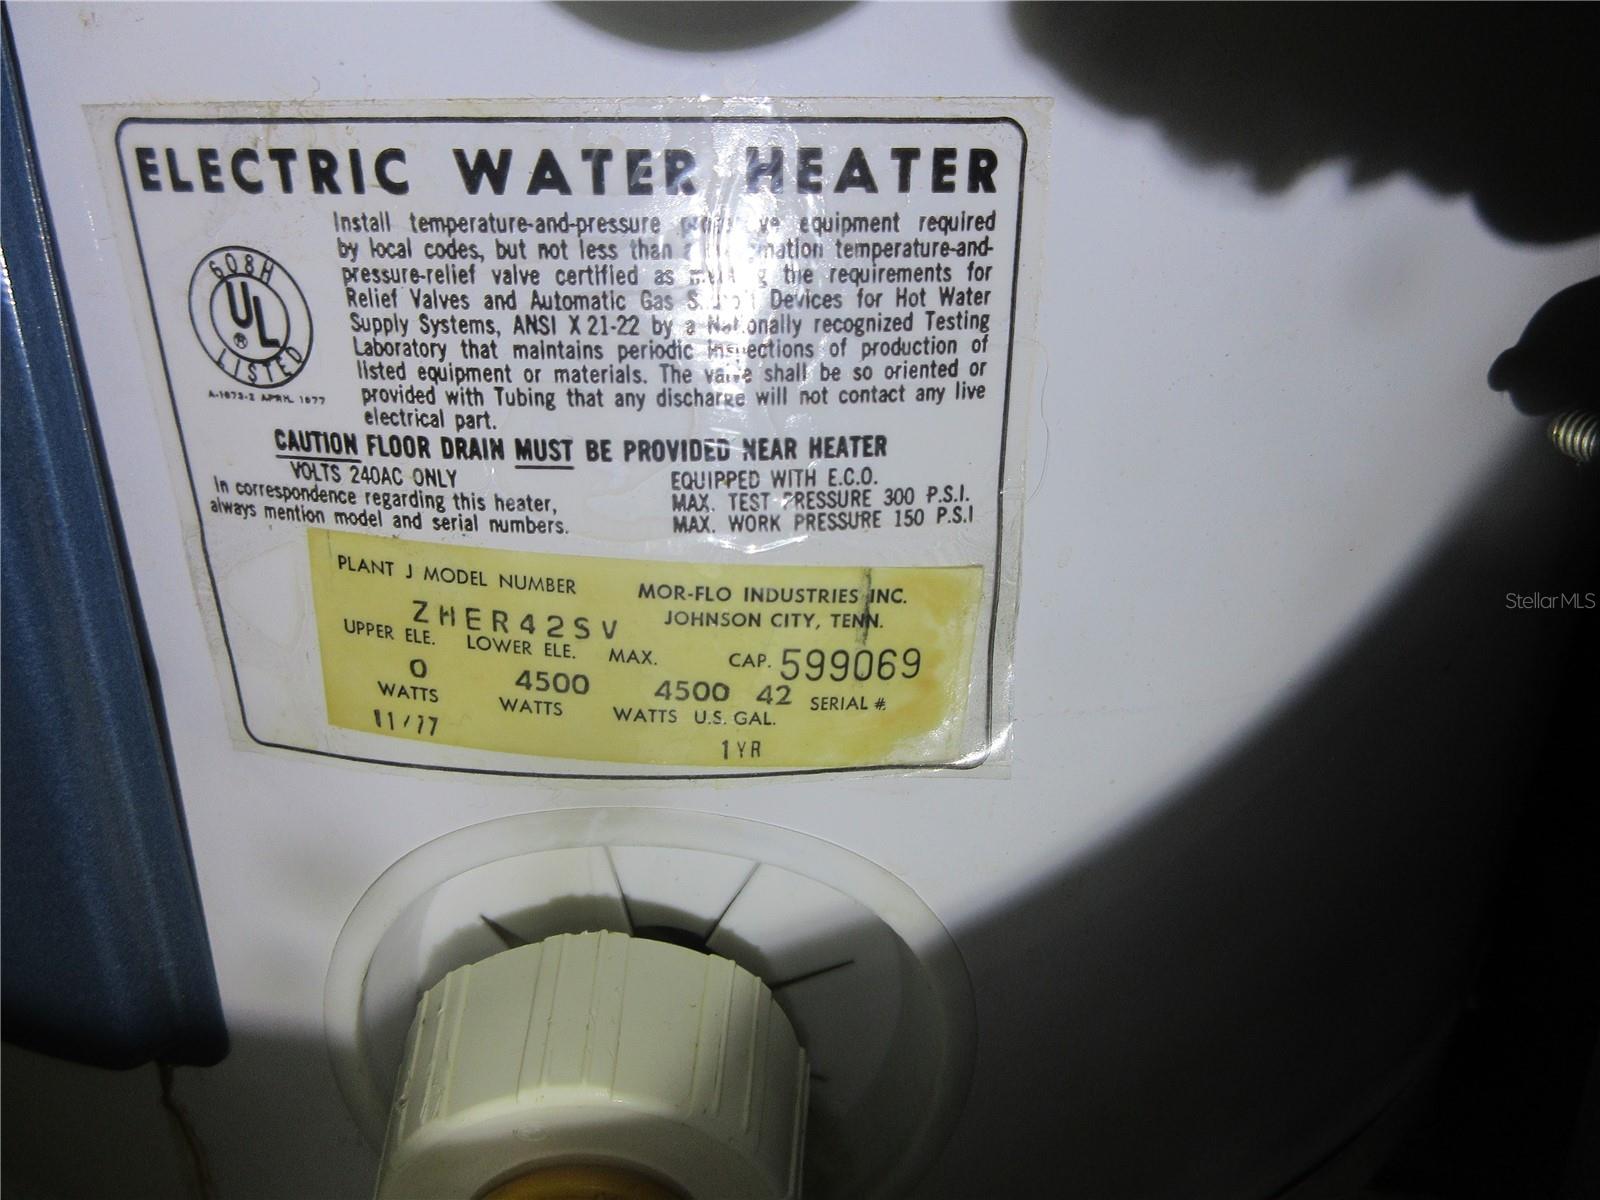 ELECTRIC WATER HEATER
Install temperature-and-pressure equipment required
by local codes, but not less than a temperature-and-
pressure-relief valve certified as the requirements for
Relief Valves and Automatic Gas Devices for Hot Water
Supply Systems, ANSI X 21-22 by a Nationally recognized Testing
Laboratory that maintains periodic inspections of production of
listed equipment or materials. The valve shall be so oriented or
provided with Tubing that any discharge will not contact any live
electrical part.
608H
UL
®
LISTED
A-1673-2 APRIL 1977
CAUTION FLOOR DRAIN MUST BE PROVIDED NEAR HEATER
VOLTS 240AC ONLY
In correspondence regarding this heater,
always mention model and serial numbers.
EQUIPPED WITH E.C.O.
MAX. TEST PRESSURE 300 P.S.I.
MAX. WORK PRESSURE 150 P.S.I
PLANT J MODEL NUMBER
ZHER42SV
MOR-FLO INDUSTRIES INC.
JOHNSON CITY, TENN.
UPPER ELE. LOWER ELE. MAX. CAP. 599069
0 4500 4500 42 SERIAL #
WATTS WATTS WATTS U.S. GAL.
11/77
1YR
StellarMLS